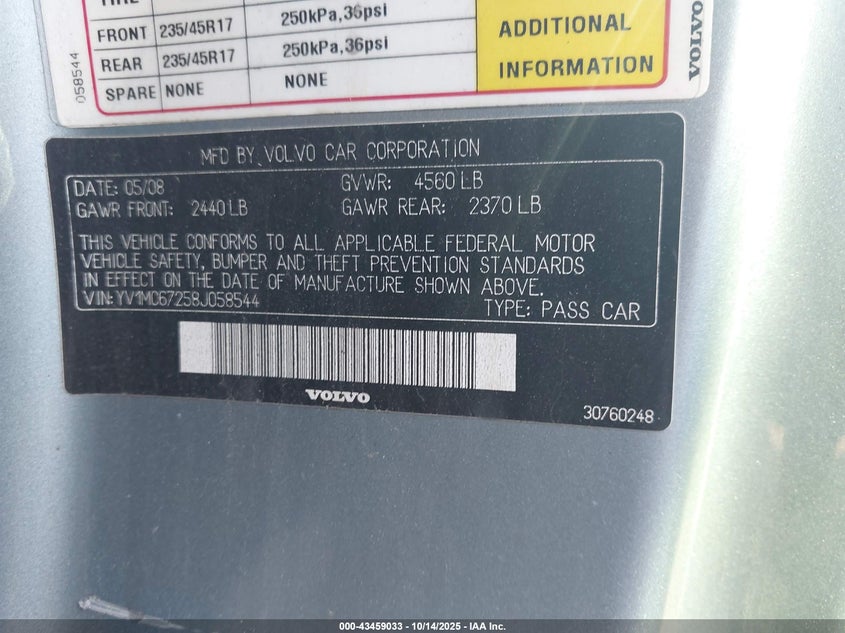 FRONT 235/45R17 250kPa,36psi
REAR 235/45R17 250kPa,36psi
SPARE NONE NONE
ADDITIONAL
INFORMATION
VOLVO
058544
MFD BY VOLVO CAR CORPORATION
DATE: 05/08 GVWR: 4560 LB
GAWR FRONT: 2440 LB GAWR REAR: 2370 LB
THIS VEHICLE CONFORMS TO ALL APPLICABLE FEDERAL MOTOR
VEHICLE SAFETY, BUMPER AND THEFT PREVENTION STANDARDS
IN EFFECT ON THE DATE OF MANUFACTURE SHOWN ABOVE.
VIN: YV1MC67258J058544 TYPE: PASS CAR
VOLVO
30760248
000-43459033 - 10/14/2025 - IAA Inc.